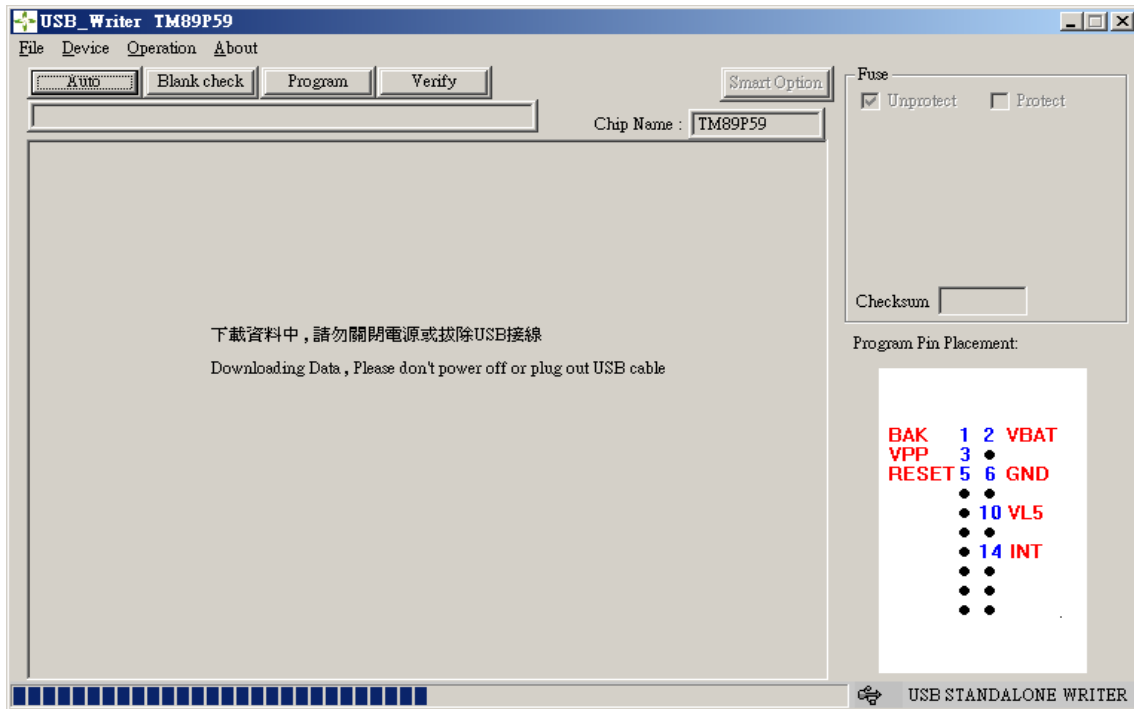 USB_Writer TM89P59
File Device Operation About
Auto Blank check Program Verify Smart Option
Chip Name : TM89P59
Fuse
Unprotect Protect
Checksum
下載資料中 , 請勿關閉電源或拔除USB接線
Downloading Data , Please don't power off or plug out USB cable
Program Pin Placement:
BAK 1 2 VBAT
VPP 3
RESET 5 6 GND
10 VL5
14 INT
USB STANDALONE WRITER